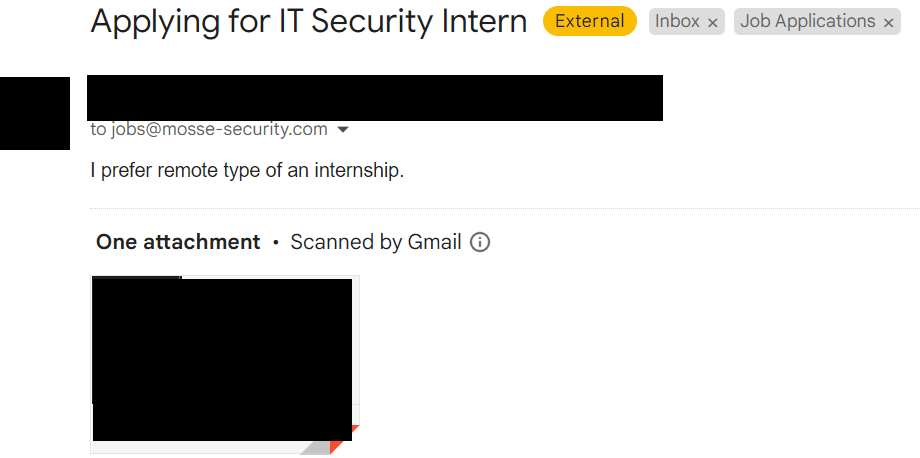 Applying for IT Security Intern External Inbox × Job Applications ×
to jobs@mosse-security.com
I prefer remote type of an internship.
One attachment • Scanned by Gmail